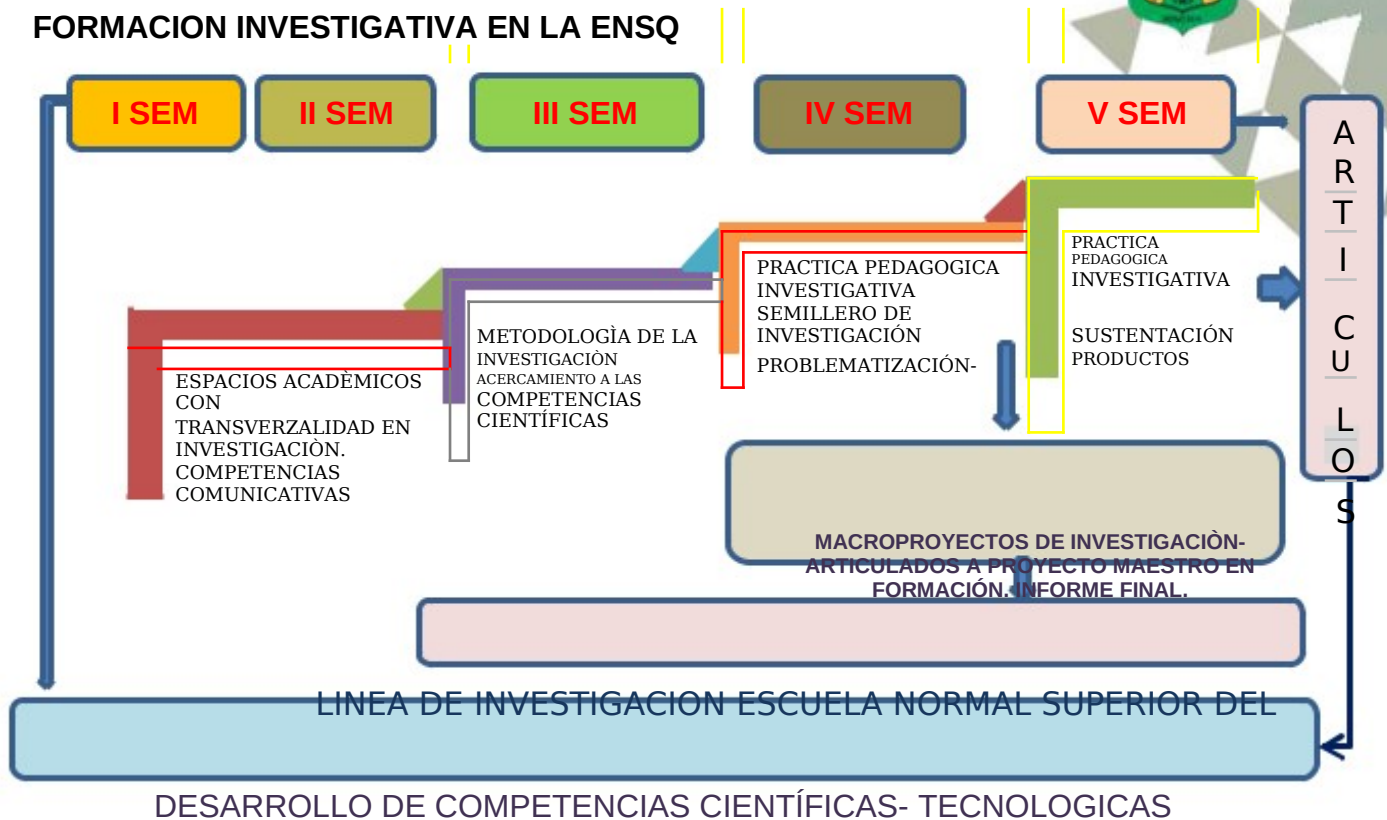 FORMACION INVESTIGATIVA EN LA ENSQ
I SEM
II SEM
III SEM
IV SEM
V SEM
ESPACIOS ACADÈMICOS
CON
TRANSVERZALIDAD EN
INVESTIGACIÒN.
COMPETENCIAS
COMUNICATIVAS
METODOLOGÌA DE LA
INVESTIGACIÒN
ACERCAMIENTO A LAS
COMPETENCIAS
CIENTÍFICAS
PRACTICA PEDAGOGICA
INVESTIGATIVA
SEMILLERO DE
INVESTIGACIÓN
PROBLEMATIZACIÓN-
PRACTICA
PEDAGOGICA
INVESTIGATIVA
SUSTENTACIÓN
PRODUCTOS
A
R
T
I
C
U
L
O
S
MACROPROYECTOS DE INVESTIGACIÒN-
ARTICULADOS A PROYECTO MAESTRO EN
FORMACIÓN. INFORME FINAL.
LINEA DE INVESTIGACION ESCUELA NORMAL SUPERIOR DEL
DESARROLLO DE COMPETENCIAS CIENTÍFICAS- TECNOLOGICAS